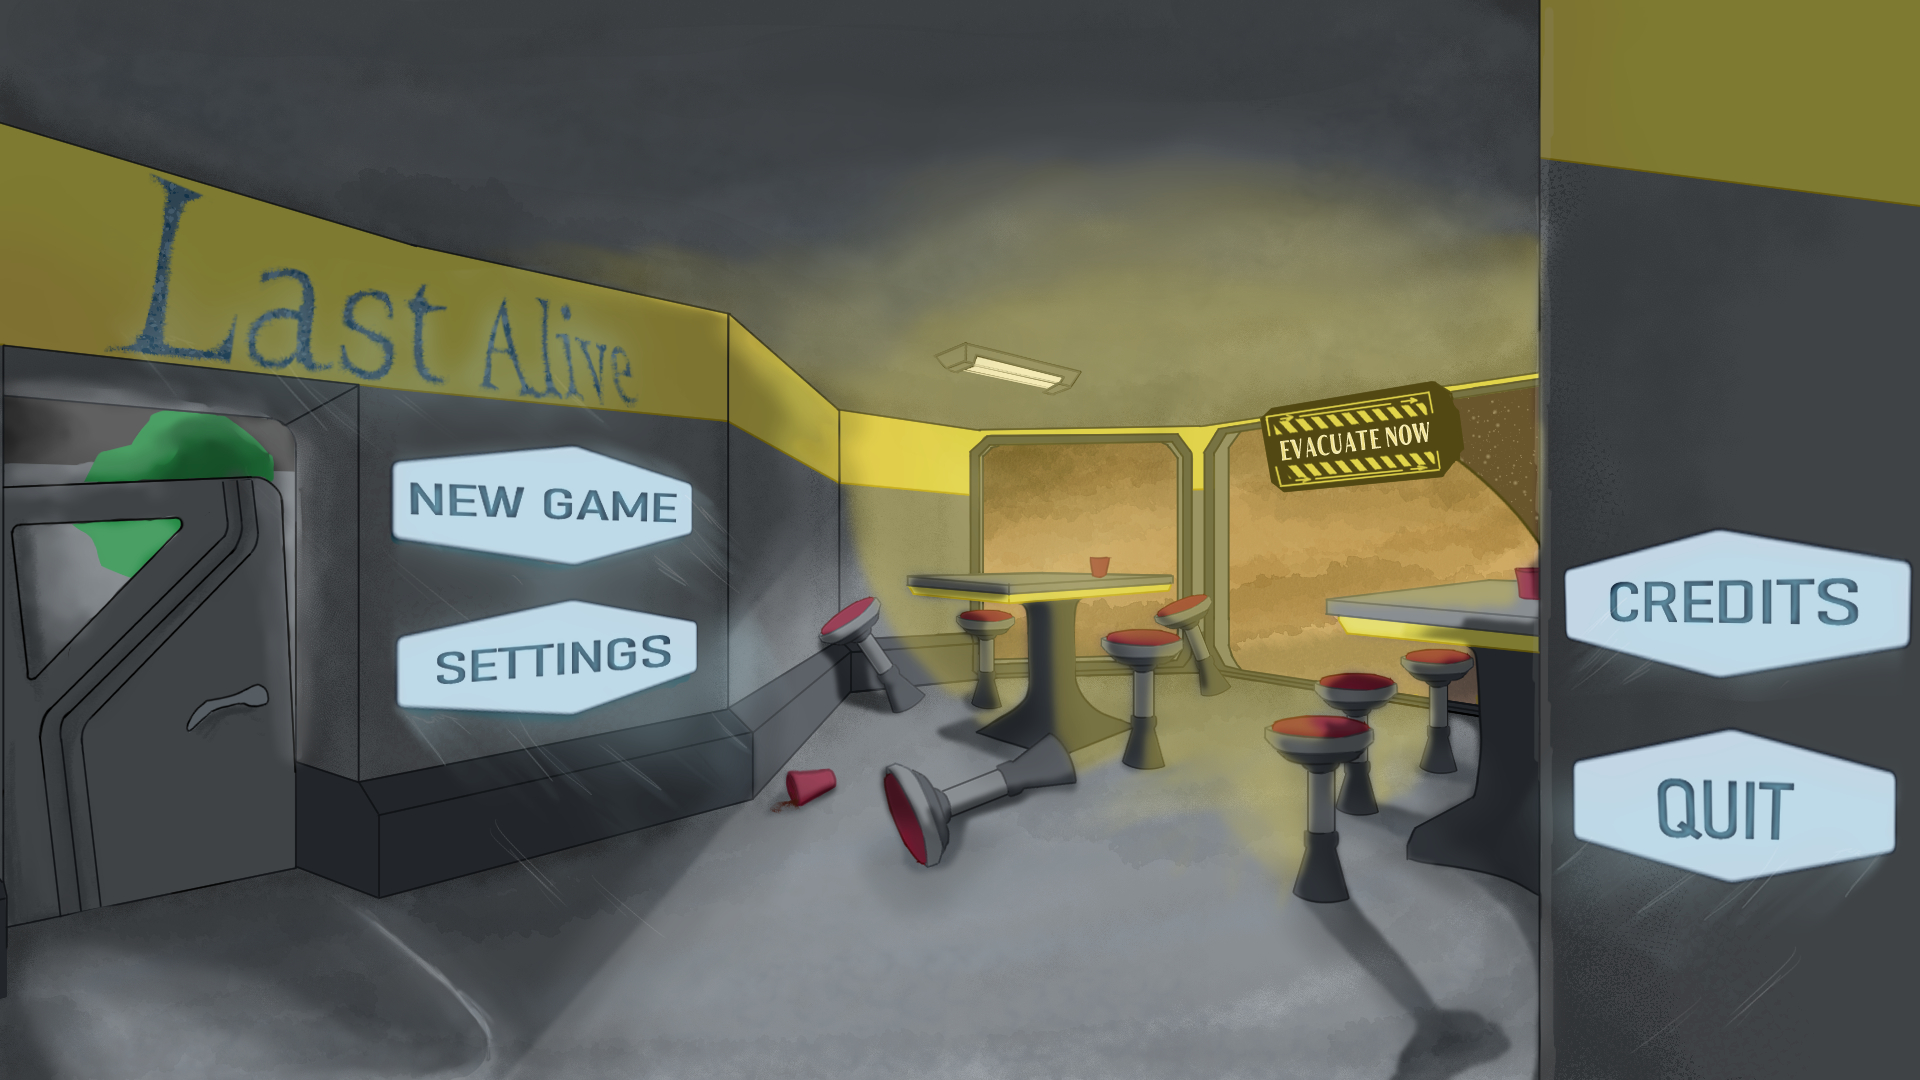 Last Alive
NEW GAME
SETTINGS
EVACUATE NOW
CREDITS
QUIT